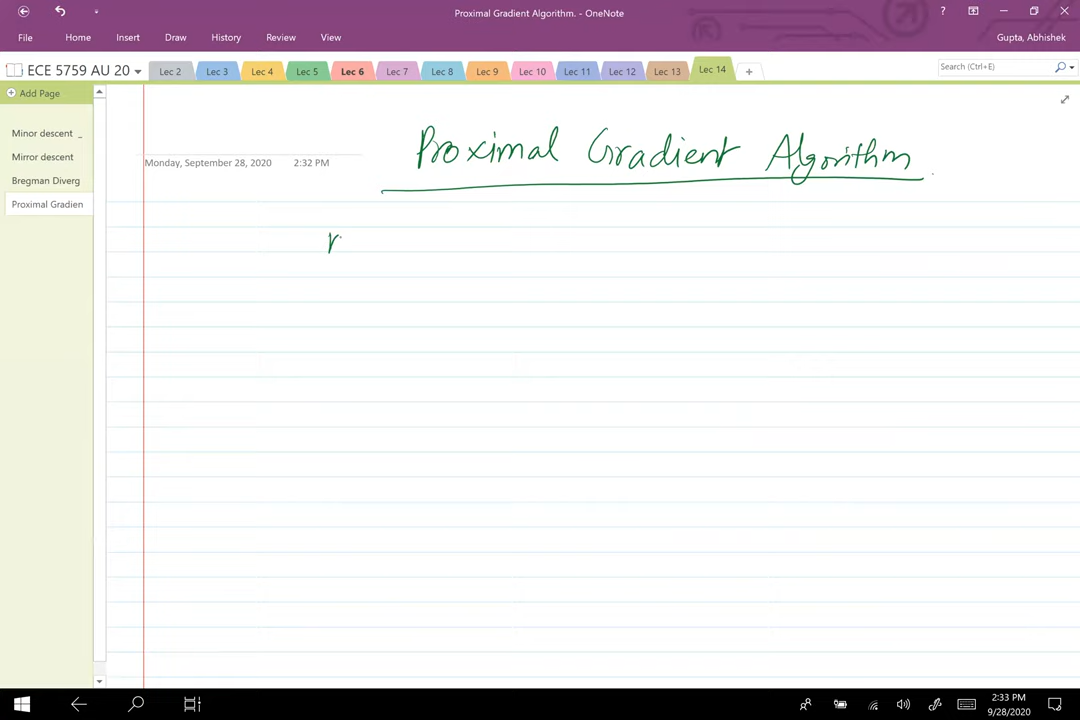 Proximal Gradient Algorithm. - OneNote
?
Gupta, Abhishek
File Home Insert Draw History Review View
ECE 5759 AU 20
Lec 2 Lec 3 Lec 4 Lec 5 Lec 6 Lec 7 Lec 8 Lec 9 Lec 10 Lec 11 Lec 12 Lec 13 Lec 14 +
Search (Ctrl+E)
Add Page
Minor descent _
Mirror descent
Bregman Diverg
Proximal Gradien
Proximal Gradient Algorithm.
Monday, September 28, 2020 2:32 PM
2:33 PM
9/28/2020